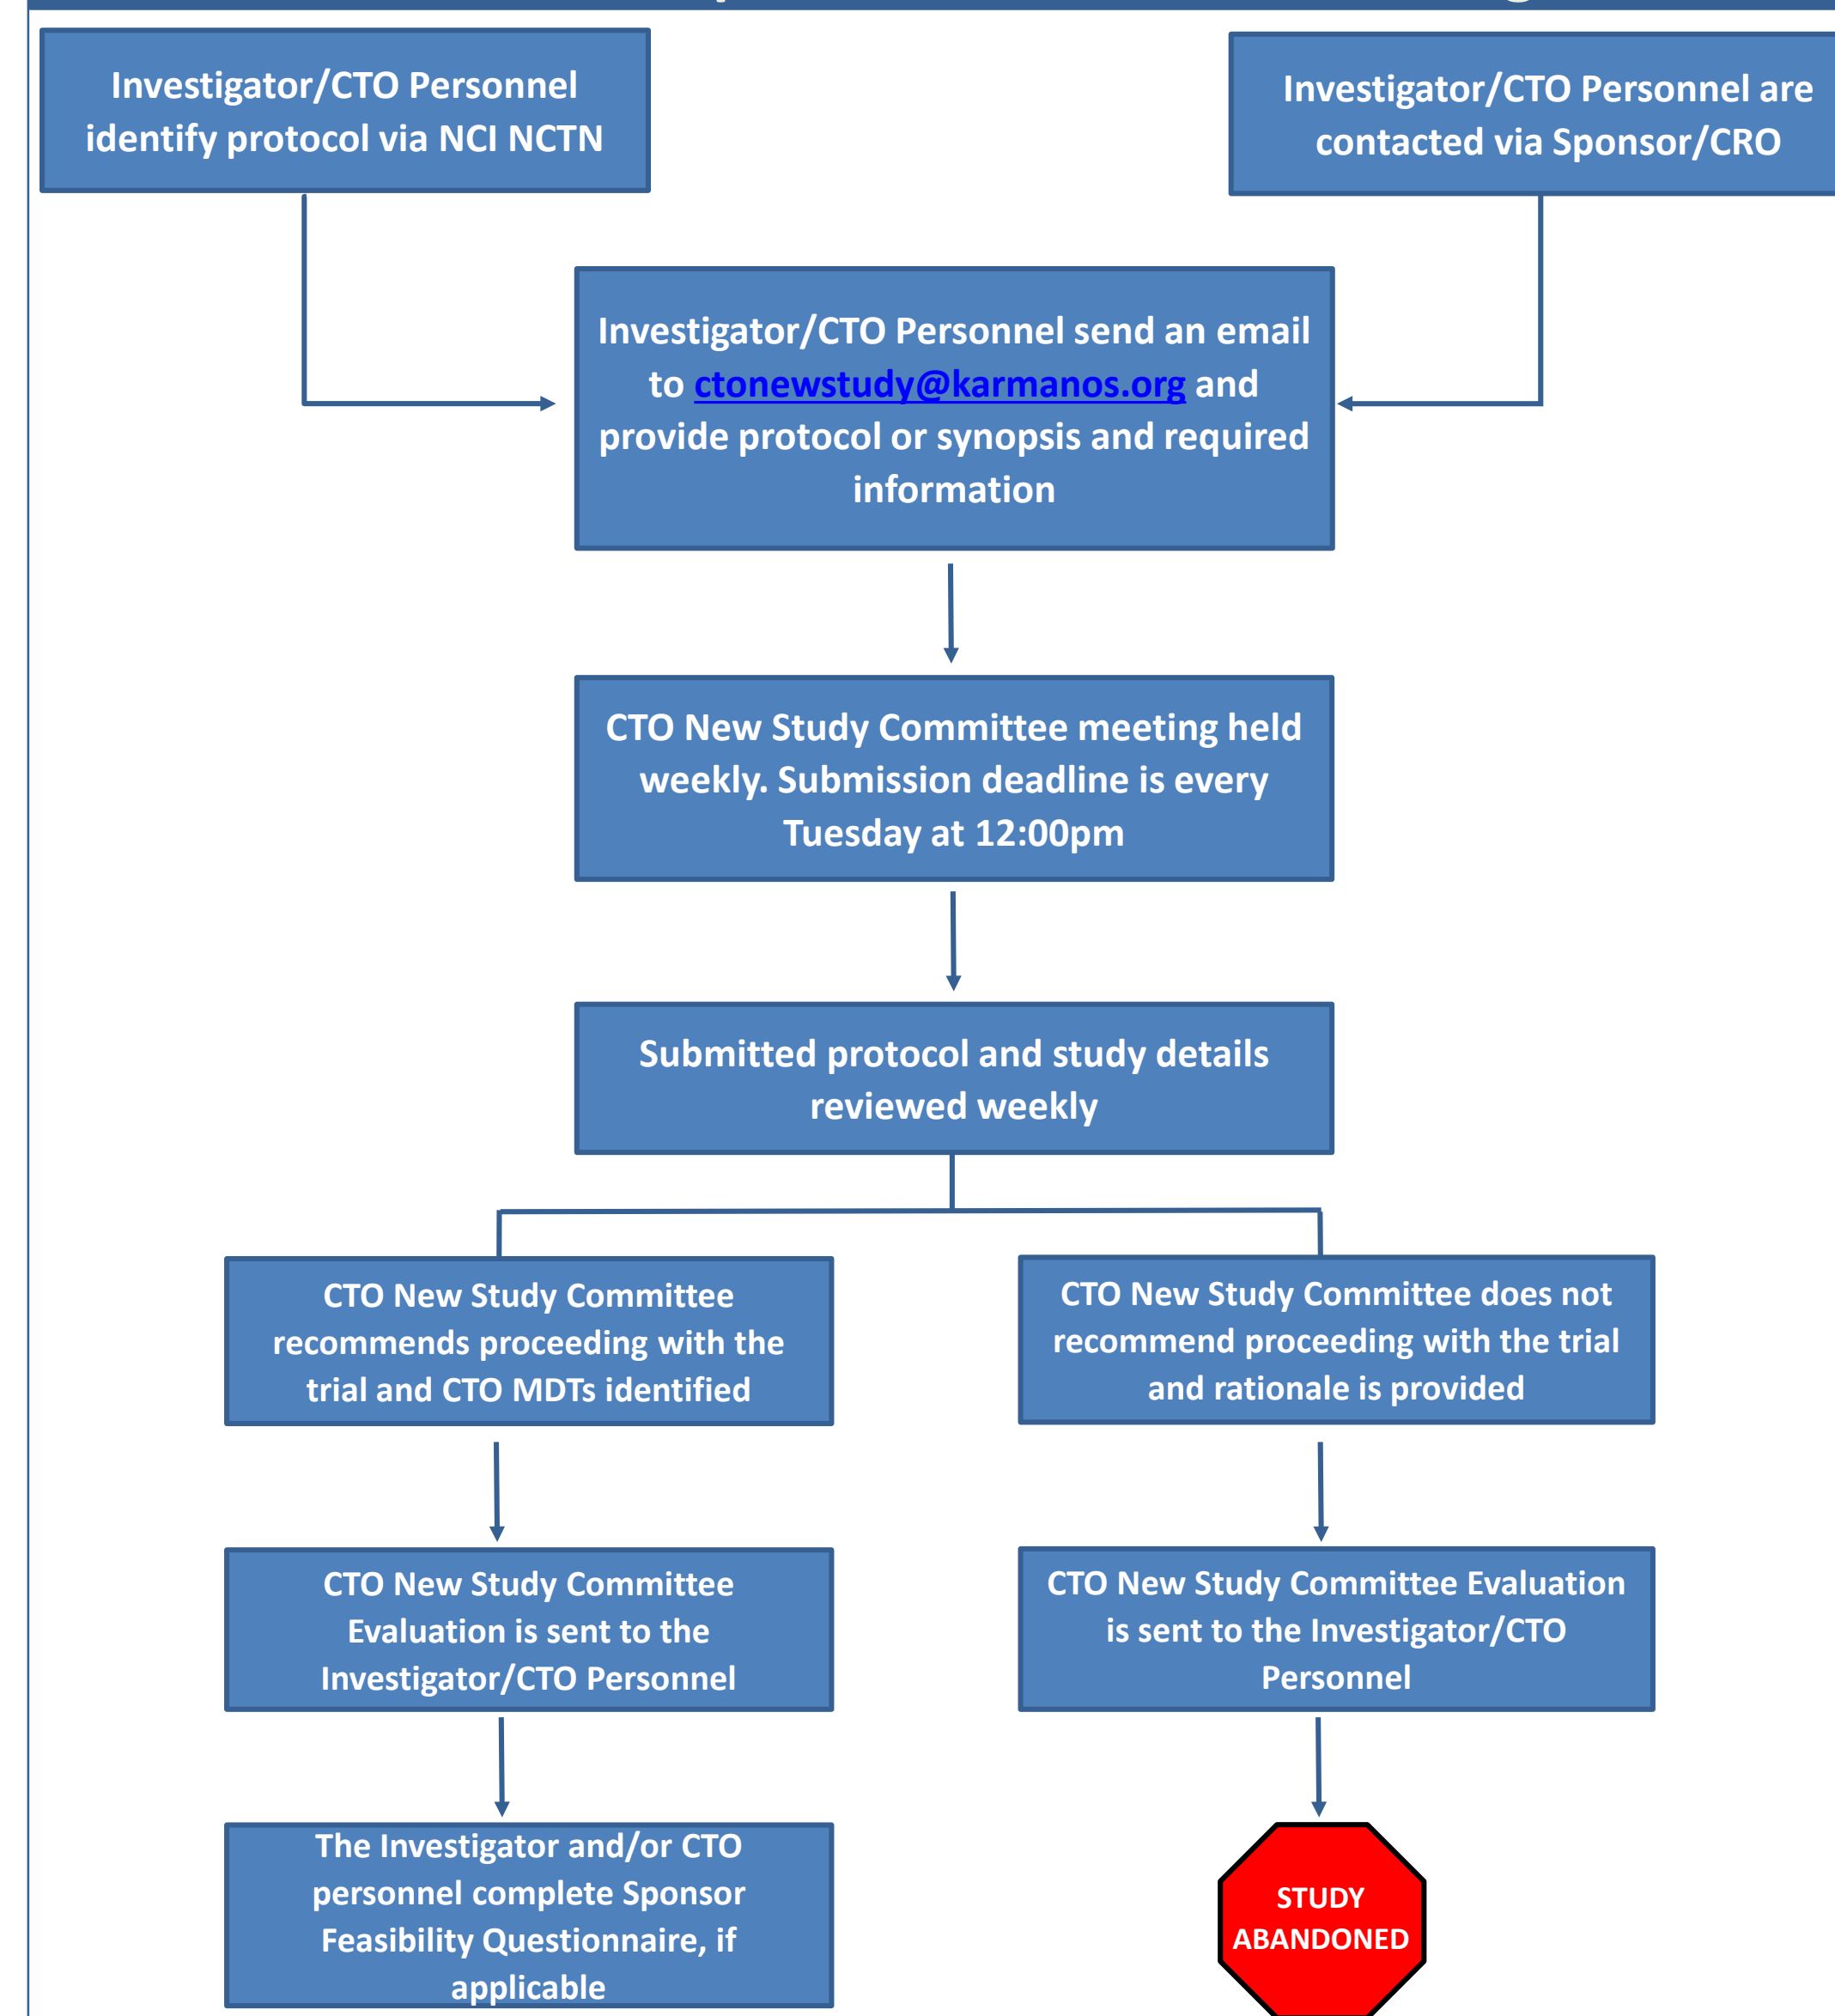 Investigator/CTO Personnel
identify protocol via NCI NCTN
Investigator/CTO Personnel are
contacted via Sponsor/CRO
Investigator/CTO Personnel send an email
to ctonewstudy@karmanos.org and
provide protocol or synopsis and required
information
CTO New Study Committee meeting held
weekly. Submission deadline is every
Tuesday at 12:00pm
Submitted protocol and study details
reviewed weekly
CTO New Study Committee
recommends proceeding with the
trial and CTO MDTs identified
CTO New Study Committee does not
recommend proceeding with the trial
and rationale is provided
CTO New Study Committee
Evaluation is sent to the
Investigator/CTO Personnel
CTO New Study Committee Evaluation
is sent to the Investigator/CTO
Personnel
The Investigator and/or CTO
personnel complete Sponsor
Feasibility Questionnaire, if
applicable
STUDY
ABANDONED